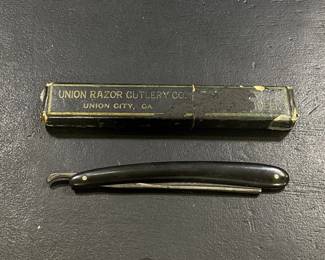 UNION RAZOR CUTLERY CO.
UNION CITY, GA